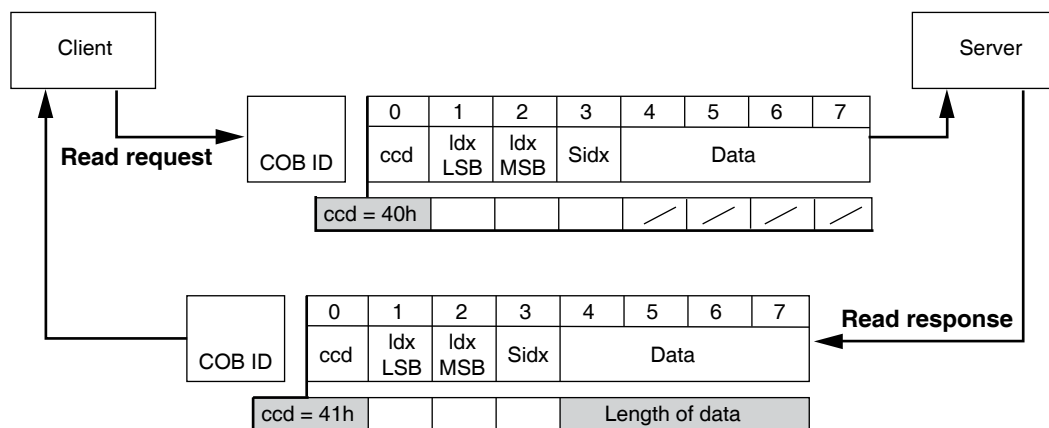 Client
Server
0 1 2 3 4 5 6 7
Read request
COB ID
ccd
Idx LSB
Idx MSB
Sidx
Data
ccd = 40h
0 1 2 3 4 5 6 7
Read response
COB ID
ccd
Idx LSB
Idx MSB
Sidx
Data
ccd = 41h
Length of data